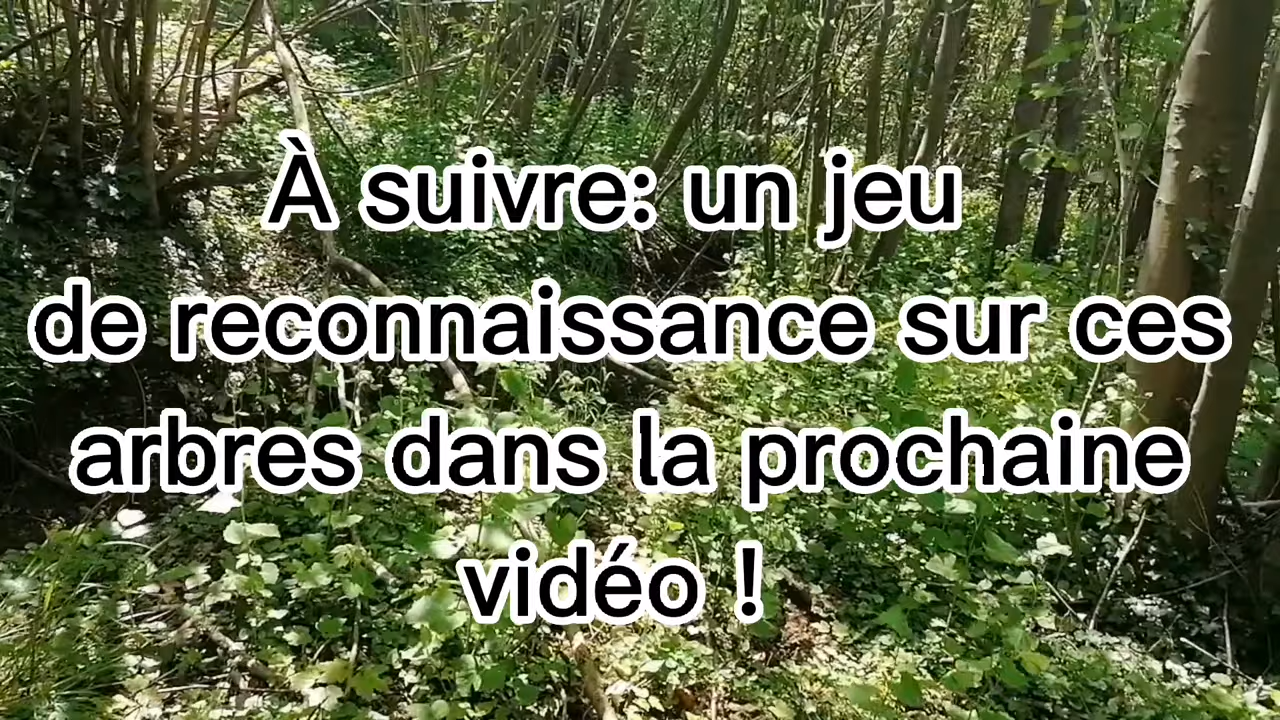 À suivre: un jeu
de reconnaissance sur ces
arbres dans la prochaine
vidéo !